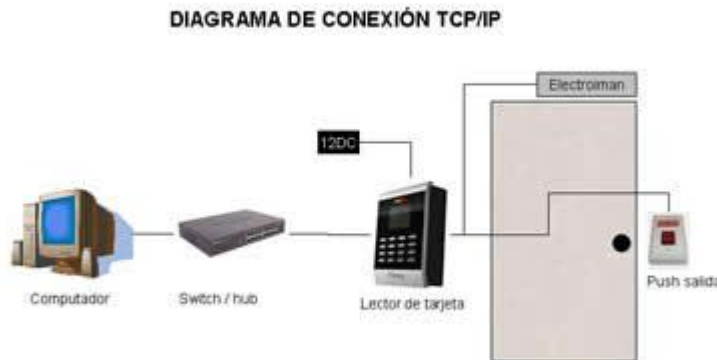 DIAGRAMA DE CONEXIÓN TCP/IP
Electroiman
12DC
Computador
Switch / hub
Lector de tarjeta
Push salida